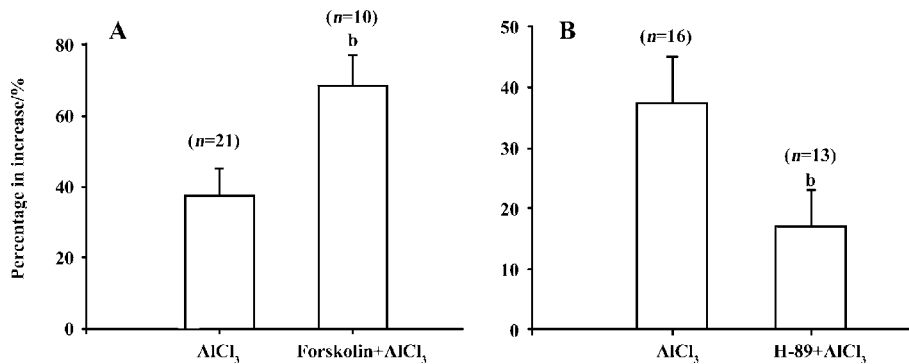 A
B
Percentage in increase/%
80
60
40
20
0
(n=21)
(n=10)
b
AlCl₃
Forskolin+AlCl₃
50
40
30
20
10
0
(n=16)
(n=13)
b
AlCl₃
H-89+AlCl₃